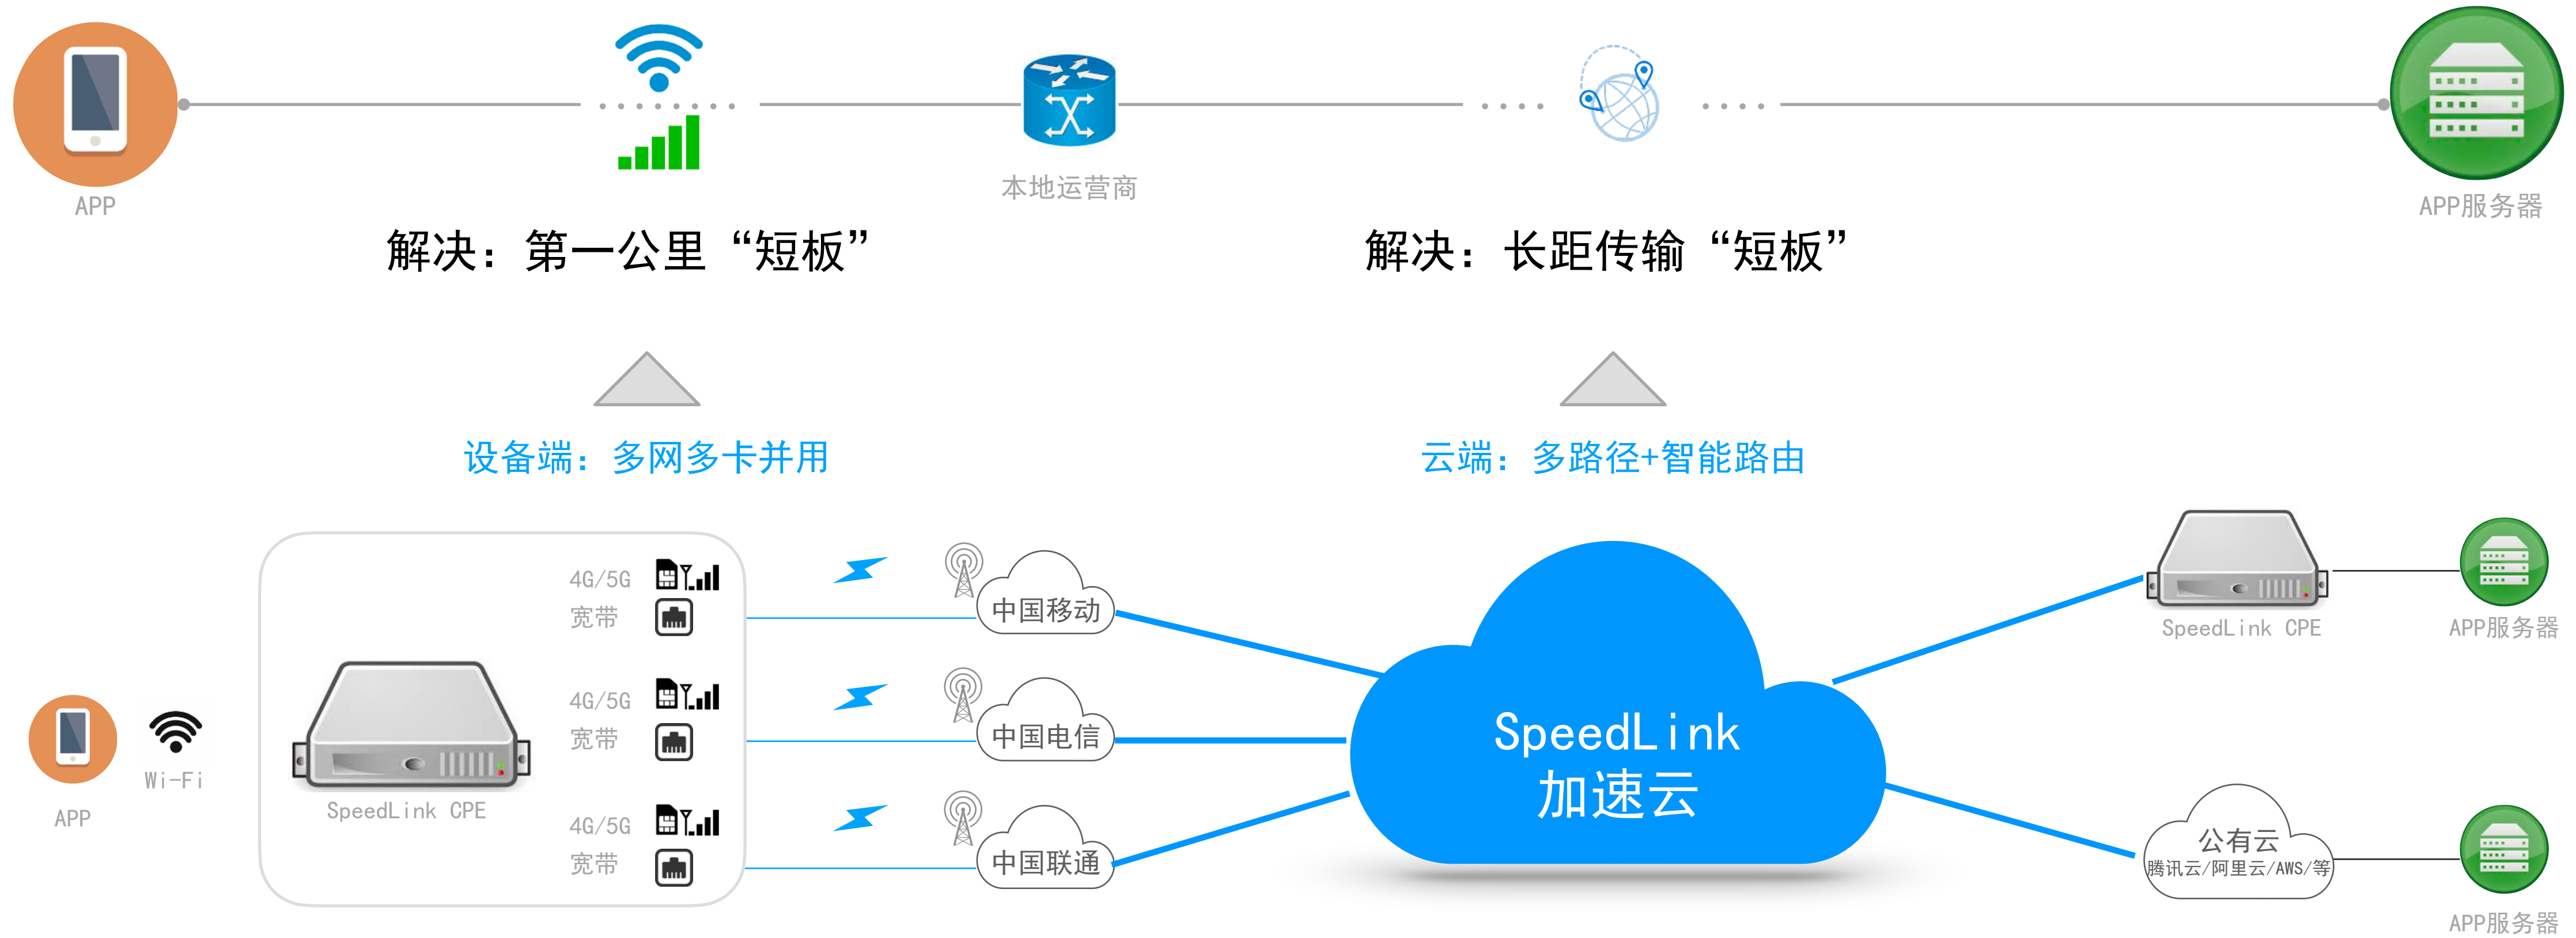 APP
本地运营商
APP服务器
解决：第一公里“短板”
解决：长距传输“短板”
设备端：多网多卡并用
云端：多路径+智能路由
4G/5G
宽带
中国移动
SpeedLink CPE
APP服务器
4G/5G
宽带
中国电信
SpeedLink
加速云
Wi-Fi
APP
SpeedLink CPE
4G/5G
宽带
中国联通
公有云
腾讯云/阿里云/AWS/等
APP服务器